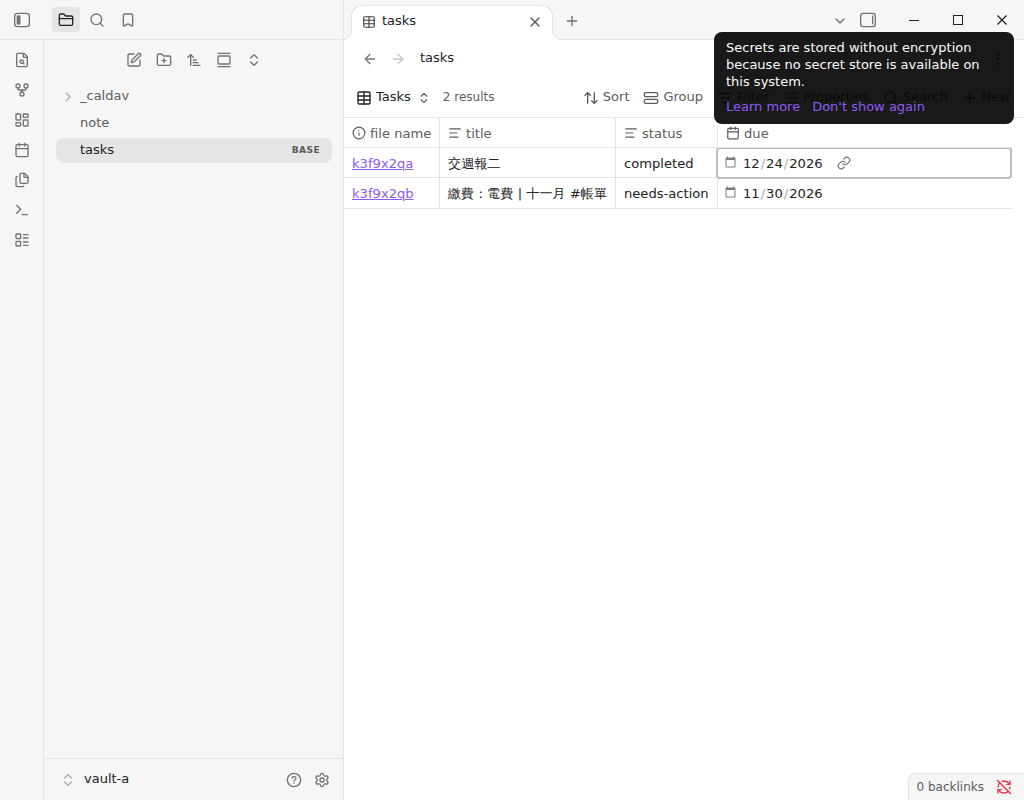 tasks
_caldav
note
tasks BASE
vault-a
tasks
Secrets are stored without encryption
because no secret store is available on
this system.
Learn more Don't show again
Tasks 2 results Sort Group Filter Properties Search New
file name title status due
k3f9x2qa 交週報二 completed 12/24/2026
k3f9x2qb 繳費：電費 | 十一月 #帳單 needs-action 11/30/2026
0 backlinks